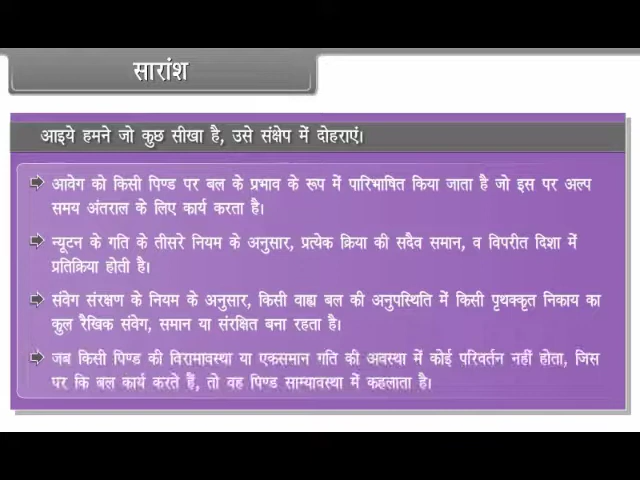 सारांश
आइये हमने जो कुछ सीखा है, उसे संक्षेप में दोहराएं।
आवेग को किसी पिण्ड पर बल के प्रभाव के रूप में पारिभाषित किया जाता है जो इस पर अल्प
समय अंतराल के लिए कार्य करता है।
न्यूटन के गति के तीसरे नियम के अनुसार, प्रत्येक क्रिया की सदैव समान, व विपरीत दिशा में
प्रतिक्रिया होती है।
संवेग संरक्षण के नियम के अनुसार, किसी वाह्य बल की अनुपस्थिति में किसी पृथक्कृत निकाय का
कुल रैखिक संवेग, समान या संरक्षित बना रहता है।
जब किसी पिण्ड की विरामावस्था या एकसमान गति की अवस्था में कोई परिवर्तन नहीं होता, जिस
पर कि बल कार्य करते हैं, तो वह पिण्ड साम्यावस्था में कहलाता है।